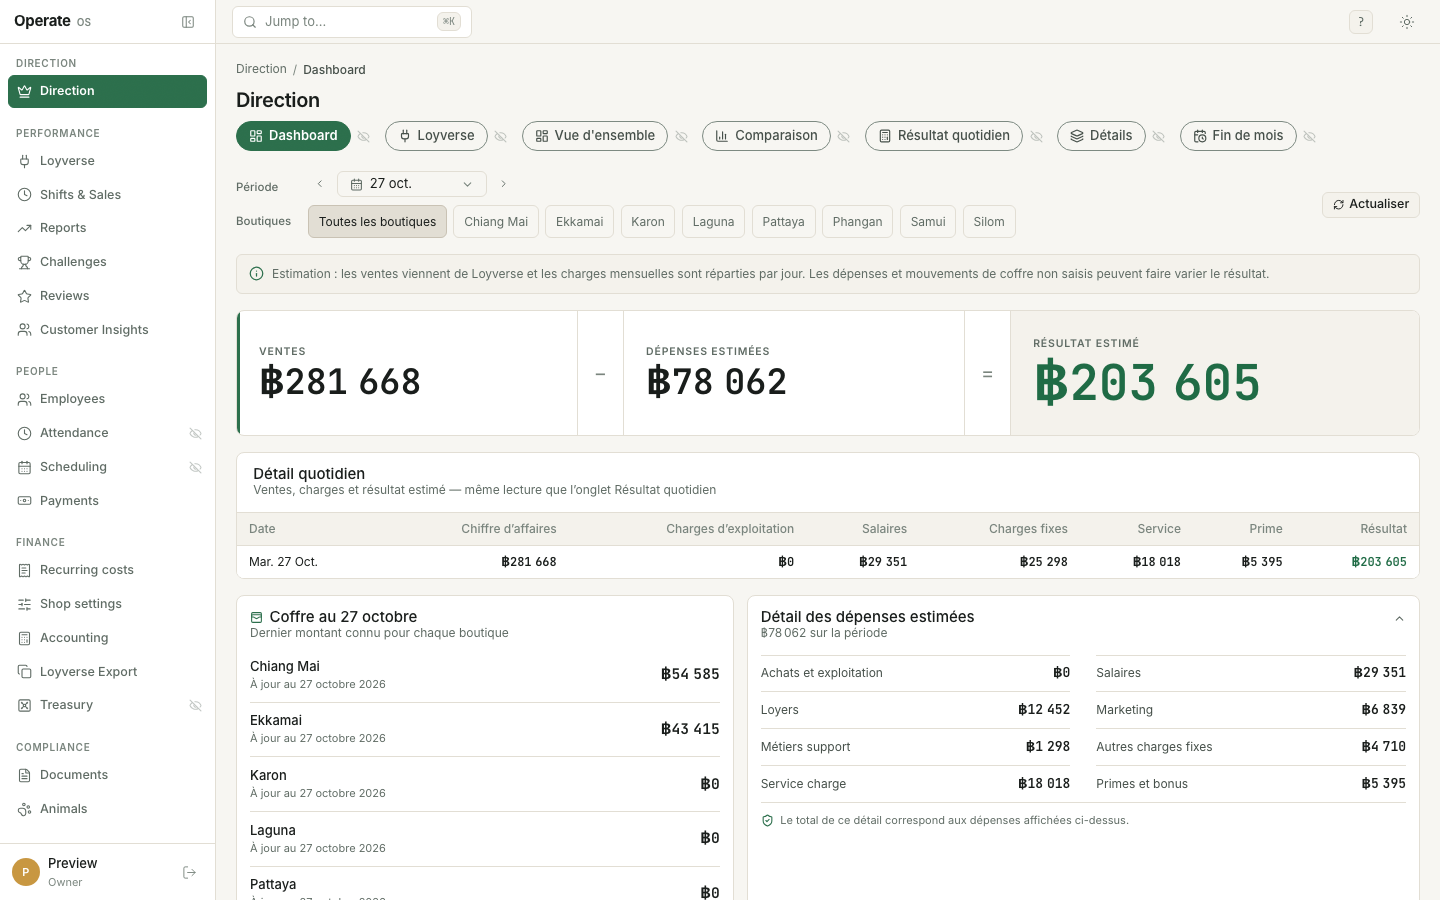 Operate OS
Jump to...
⌘K
?
DIRECTION
Direction
PERFORMANCE
Loyverse
Shifts & Sales
Reports
Challenges
Reviews
Customer Insights
PEOPLE
Employees
Attendance
Scheduling
Payments
FINANCE
Recurring costs
Shop settings
Accounting
Loyverse Export
Treasury
COMPLIANCE
Documents
Animals
P
Preview
Owner
Direction / Dashboard
Direction
Dashboard Loyverse Vue d'ensemble Comparaison Résultat quotidien Détails Fin de mois
Période 27 oct.
Boutiques Toutes les boutiques Chiang Mai Ekkamai Karon Laguna Pattaya Phangan Samui Silom
Actualiser
Estimation : les ventes viennent de Loyverse et les charges mensuelles sont réparties par jour. Les dépenses et mouvements de coffre non saisis peuvent faire varier le résultat.
VENTES
฿281 668
−
DÉPENSES ESTIMÉES
฿78 062
=
RÉSULTAT ESTIMÉ
฿203 605
Détail quotidien
Ventes, charges et résultat estimé — même lecture que l’onglet Résultat quotidien
Date Chiffre d’affaires Charges d’exploitation Salaires Charges fixes Service Prime Résultat
Mar. 27 Oct. ฿281 668 ฿0 ฿29 351 ฿25 298 ฿18 018 ฿5 395 ฿203 605
Coffre au 27 octobre
Dernier montant connu pour chaque boutique
Chiang Mai ฿54 585
À jour au 27 octobre 2026
Ekkamai ฿43 415
À jour au 27 octobre 2026
Karon ฿0
À jour au 27 octobre 2026
Laguna ฿0
À jour au 27 octobre 2026
Pattaya ฿0
Détail des dépenses estimées
฿78 062 sur la période
Achats et exploitation ฿0 Salaires ฿29 351
Loyers ฿12 452 Marketing ฿6 839
Métiers support ฿1 298 Autres charges fixes ฿4 710
Service charge ฿18 018 Primes et bonus ฿5 395
Le total de ce détail correspond aux dépenses affichées ci-dessus.